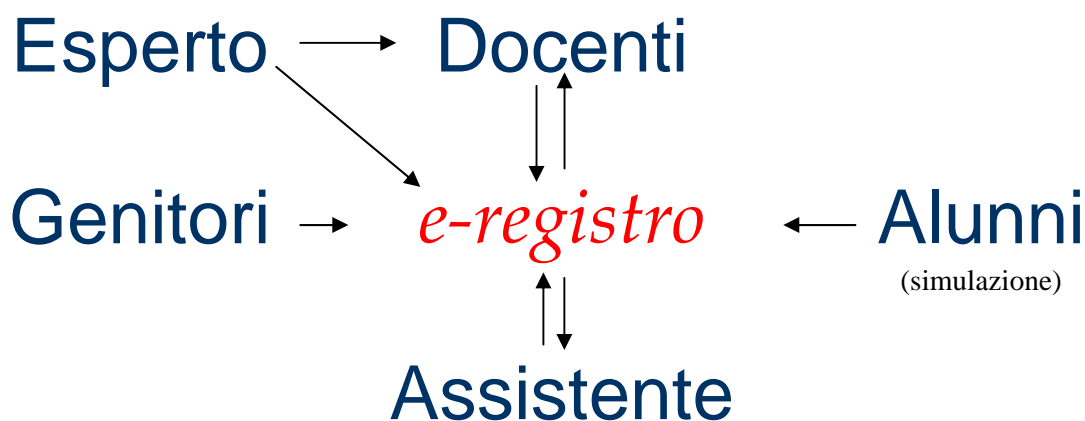 Esperto
Docenti
Genitori
e-registro
Alunni
(simulazione)
Assistente